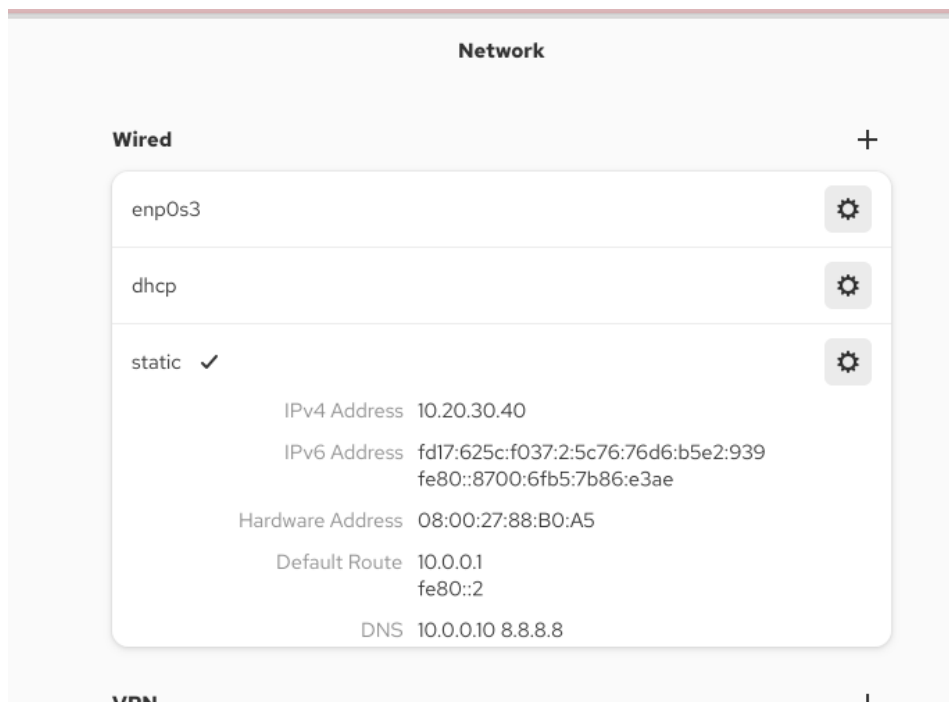 Network
Wired
enp0s3
dhcp
static
IPv4 Address 10.20.30.40
IPv6 Address fd17:625c:f037:2:5c76:76d6:b5e2:939
fe80::8700:6fb5:7b86:e3ae
Hardware Address 08:00:27:88:B0:A5
Default Route 10.0.0.1
fe80::2
DNS 10.0.0.10 8.8.8.8
VPN